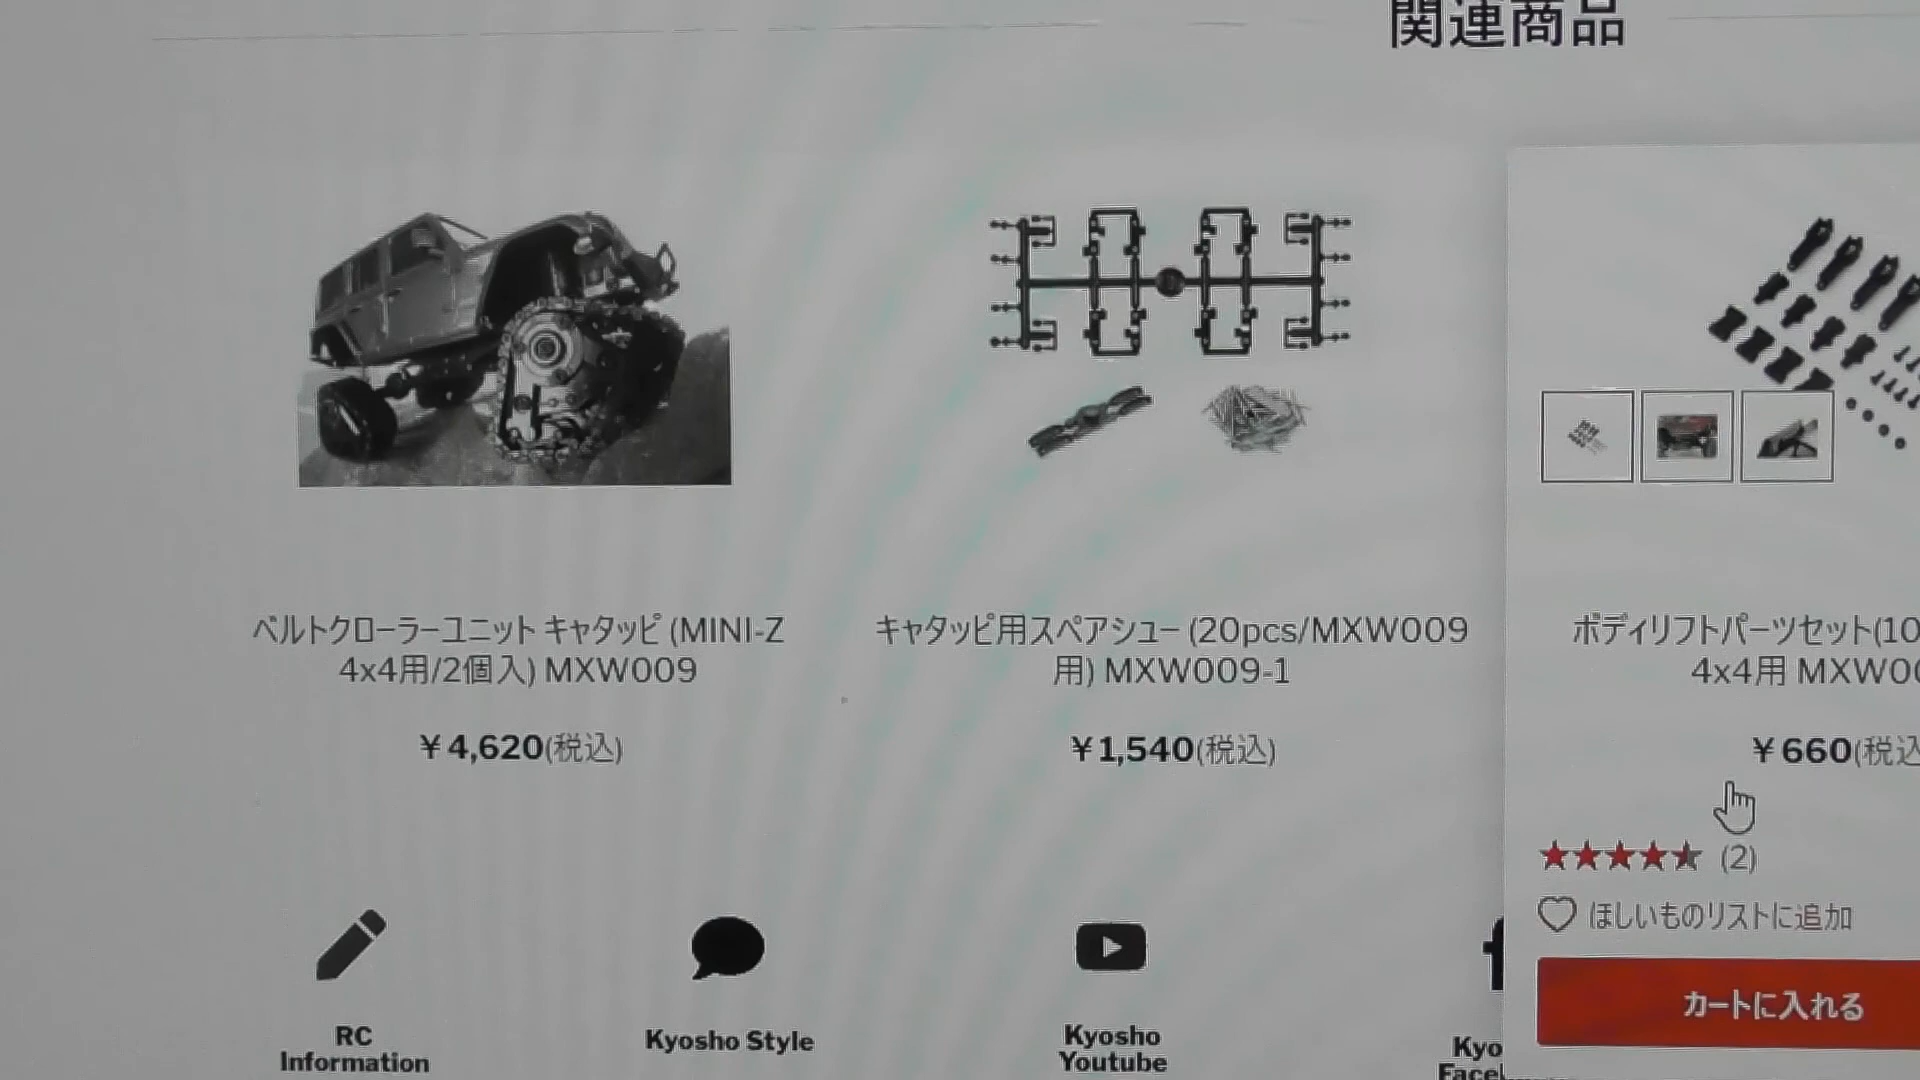 関連商品
ベルトクローラーユニット キャタッピ (MINI-Z
4x4用/2個入) MXW009
¥4,620(税込)
キャタッピ用スペアシュー (20pcs/MXW009
用) MXW009-1
¥1,540(税込)
ボディリフトパーツセット(10
4x4用
¥660(税込
(2)
ほしいものリストに追加
カートに入れる
RC
Information
Kyosho Style
Kyosho
Youtube